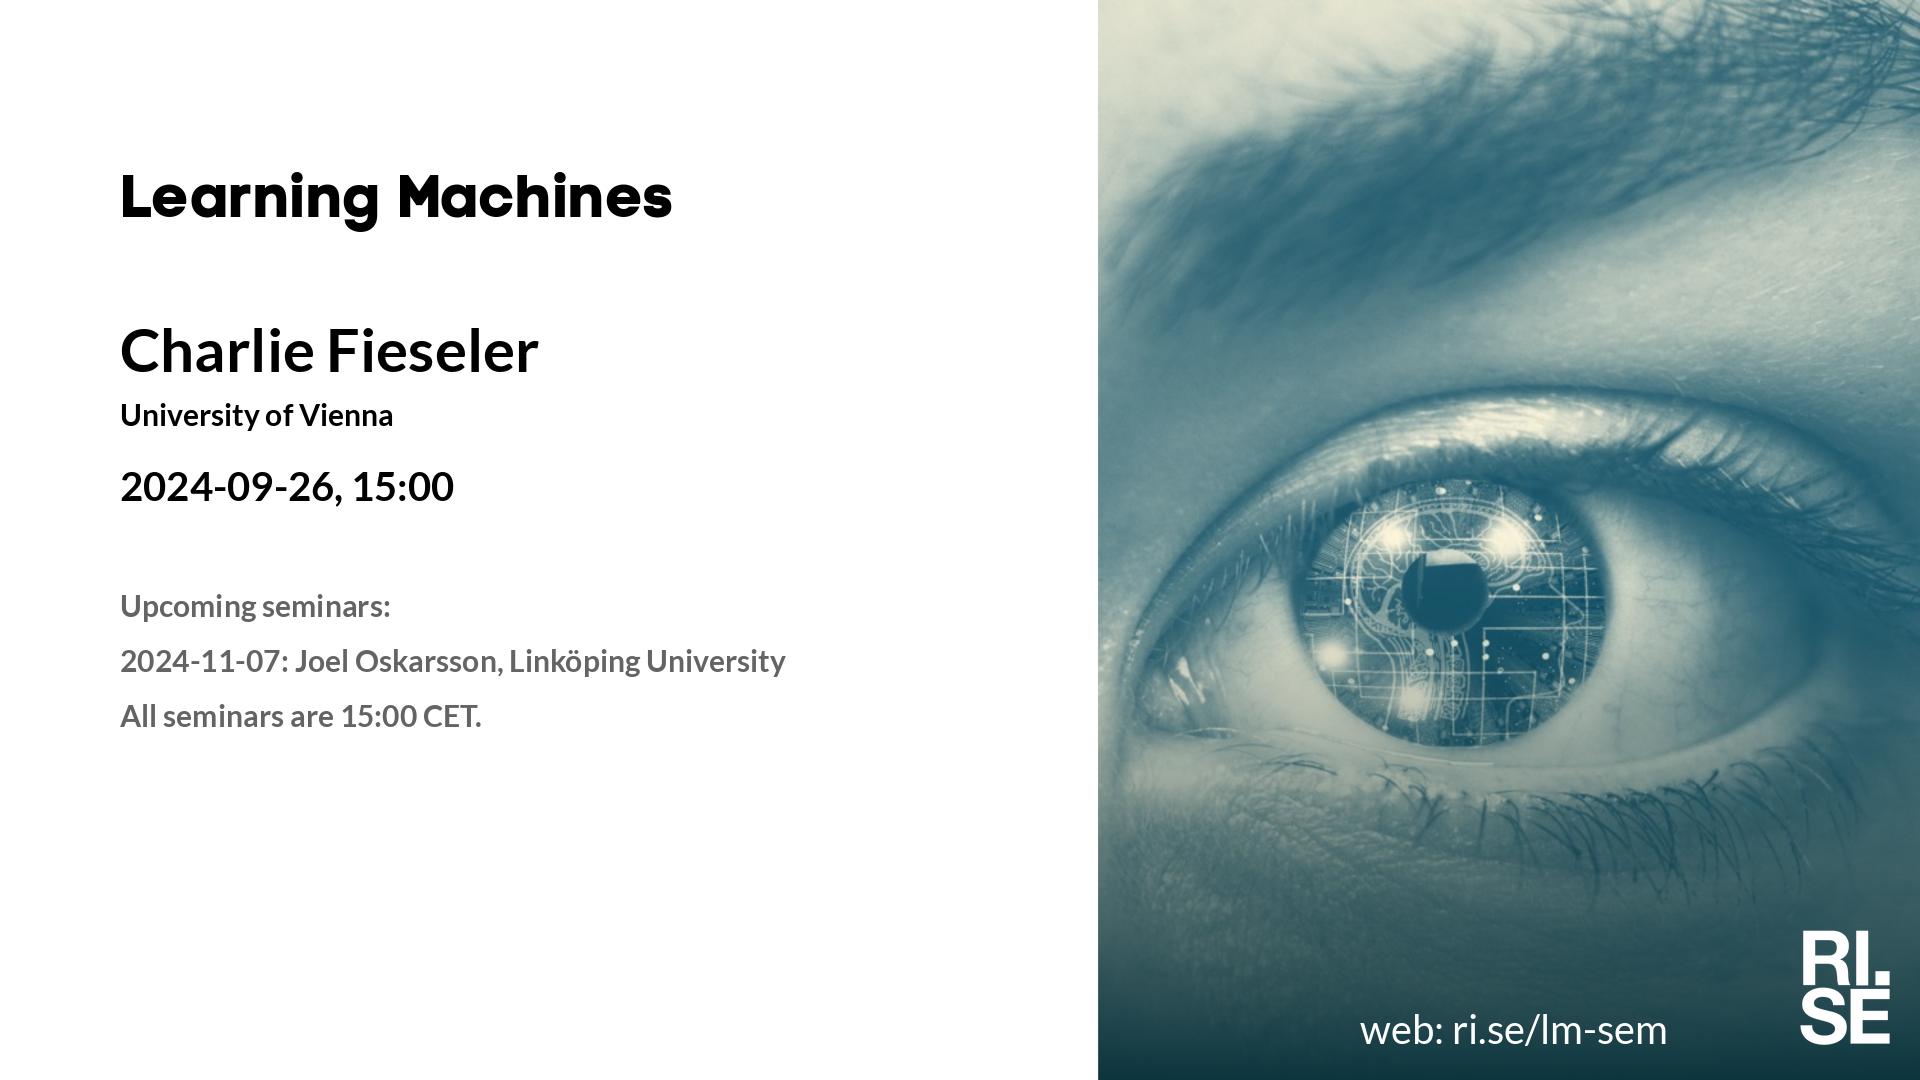 Learning Machines
Charlie Fieseler
University of Vienna
2024-09-26, 15:00
Upcoming seminars:
2024-11-07: Joel Oskarsson, Linköping University
All seminars are 15:00 CET.
web: ri.se/lm-sem
RI.
SE